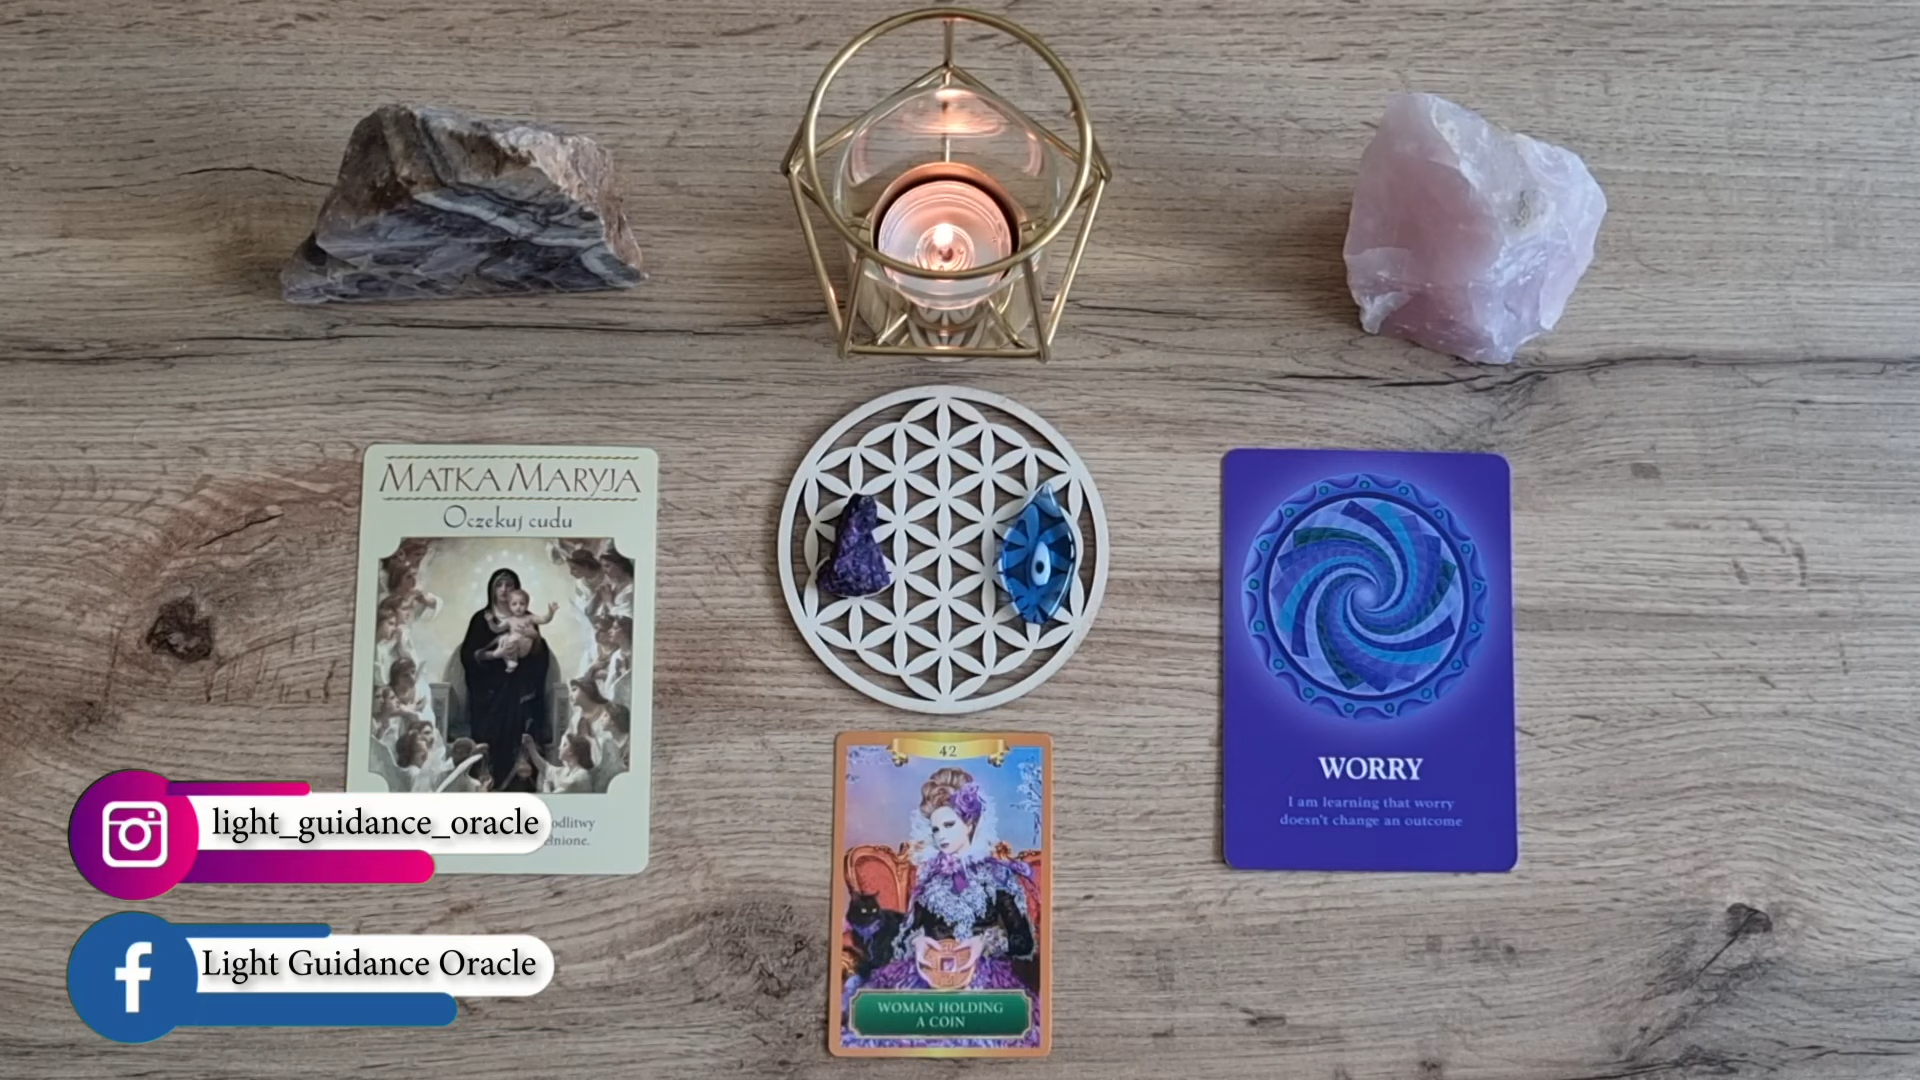 MATKA MARYJA
Oczekuj cudu
42
WOMAN HOLDING
A COIN
WORRY
I am learning that worry
doesn't change an outcome
light_guidance_oracle
Light Guidance Oracle